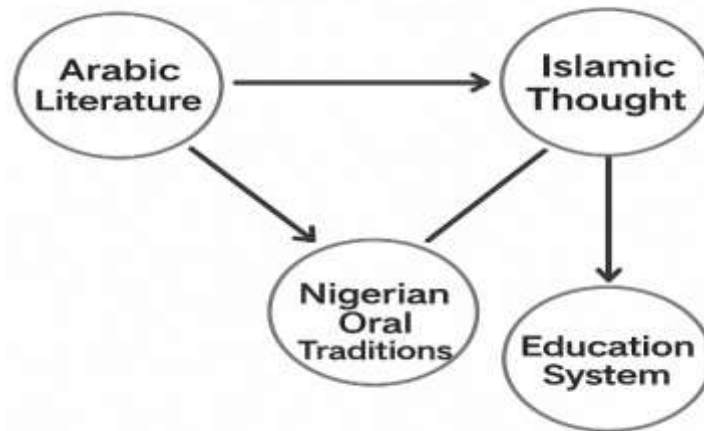 Arabic
Literature
Islamic
Thought
Nigerian
Oral
Traditions
Education
System